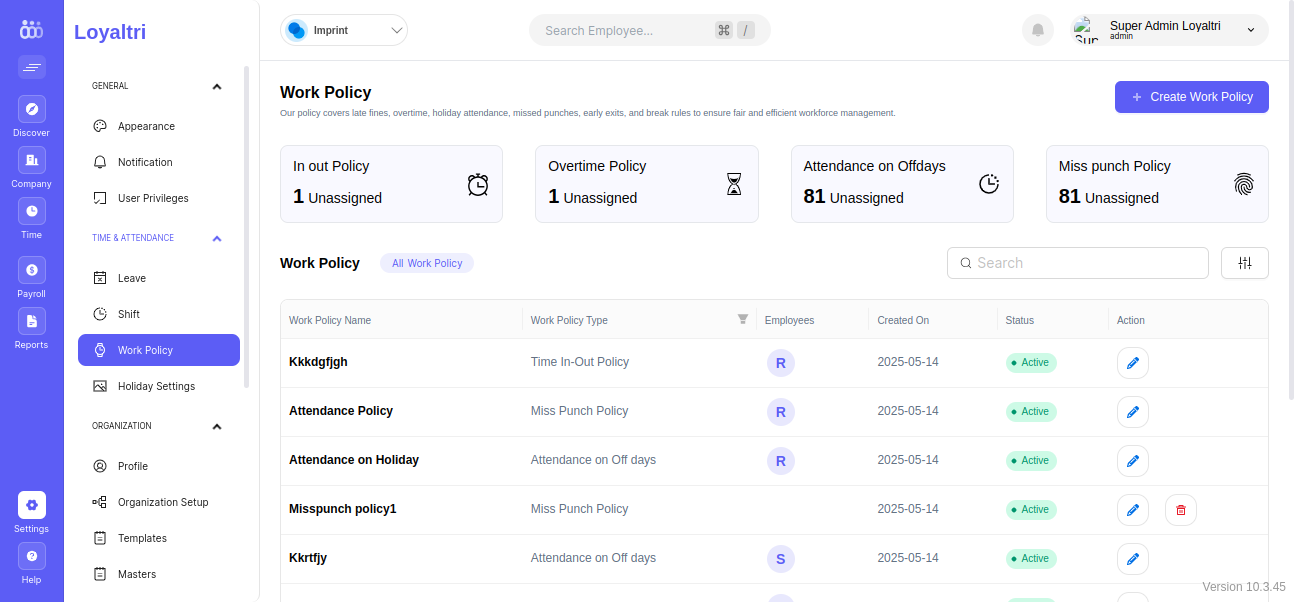 Loyaltri
Imprint
Search Employee...
⌘ /
Super Admin Loyaltri
admin
Discover
Company
Time
Payroll
Reports
Settings
Help
GENERAL
Appearance
Notification
User Privileges
TIME & ATTENDANCE
Leave
Shift
Work Policy
Holiday Settings
ORGANIZATION
Profile
Organization Setup
Templates
Masters
Work Policy
Our policy covers late fines, overtime, holiday attendance, missed punches, early exits, and break rules to ensure fair and efficient workforce management.
+ Create Work Policy
In out Policy
1 Unassigned
Overtime Policy
1 Unassigned
Attendance on Offdays
81 Unassigned
Miss punch Policy
81 Unassigned
Work Policy
All Work Policy
Search
Work Policy Name Work Policy Type Employees Created On Status Action
Kkkdgfjgh Time In-Out Policy R 2025-05-14 Active
Attendance Policy Miss Punch Policy R 2025-05-14 Active
Attendance on Holiday Attendance on Off days R 2025-05-14 Active
Misspunch policy1 Miss Punch Policy 2025-05-14 Active
Kkrtfjy Attendance on Off days S 2025-05-14 Active
Version 10.3.45